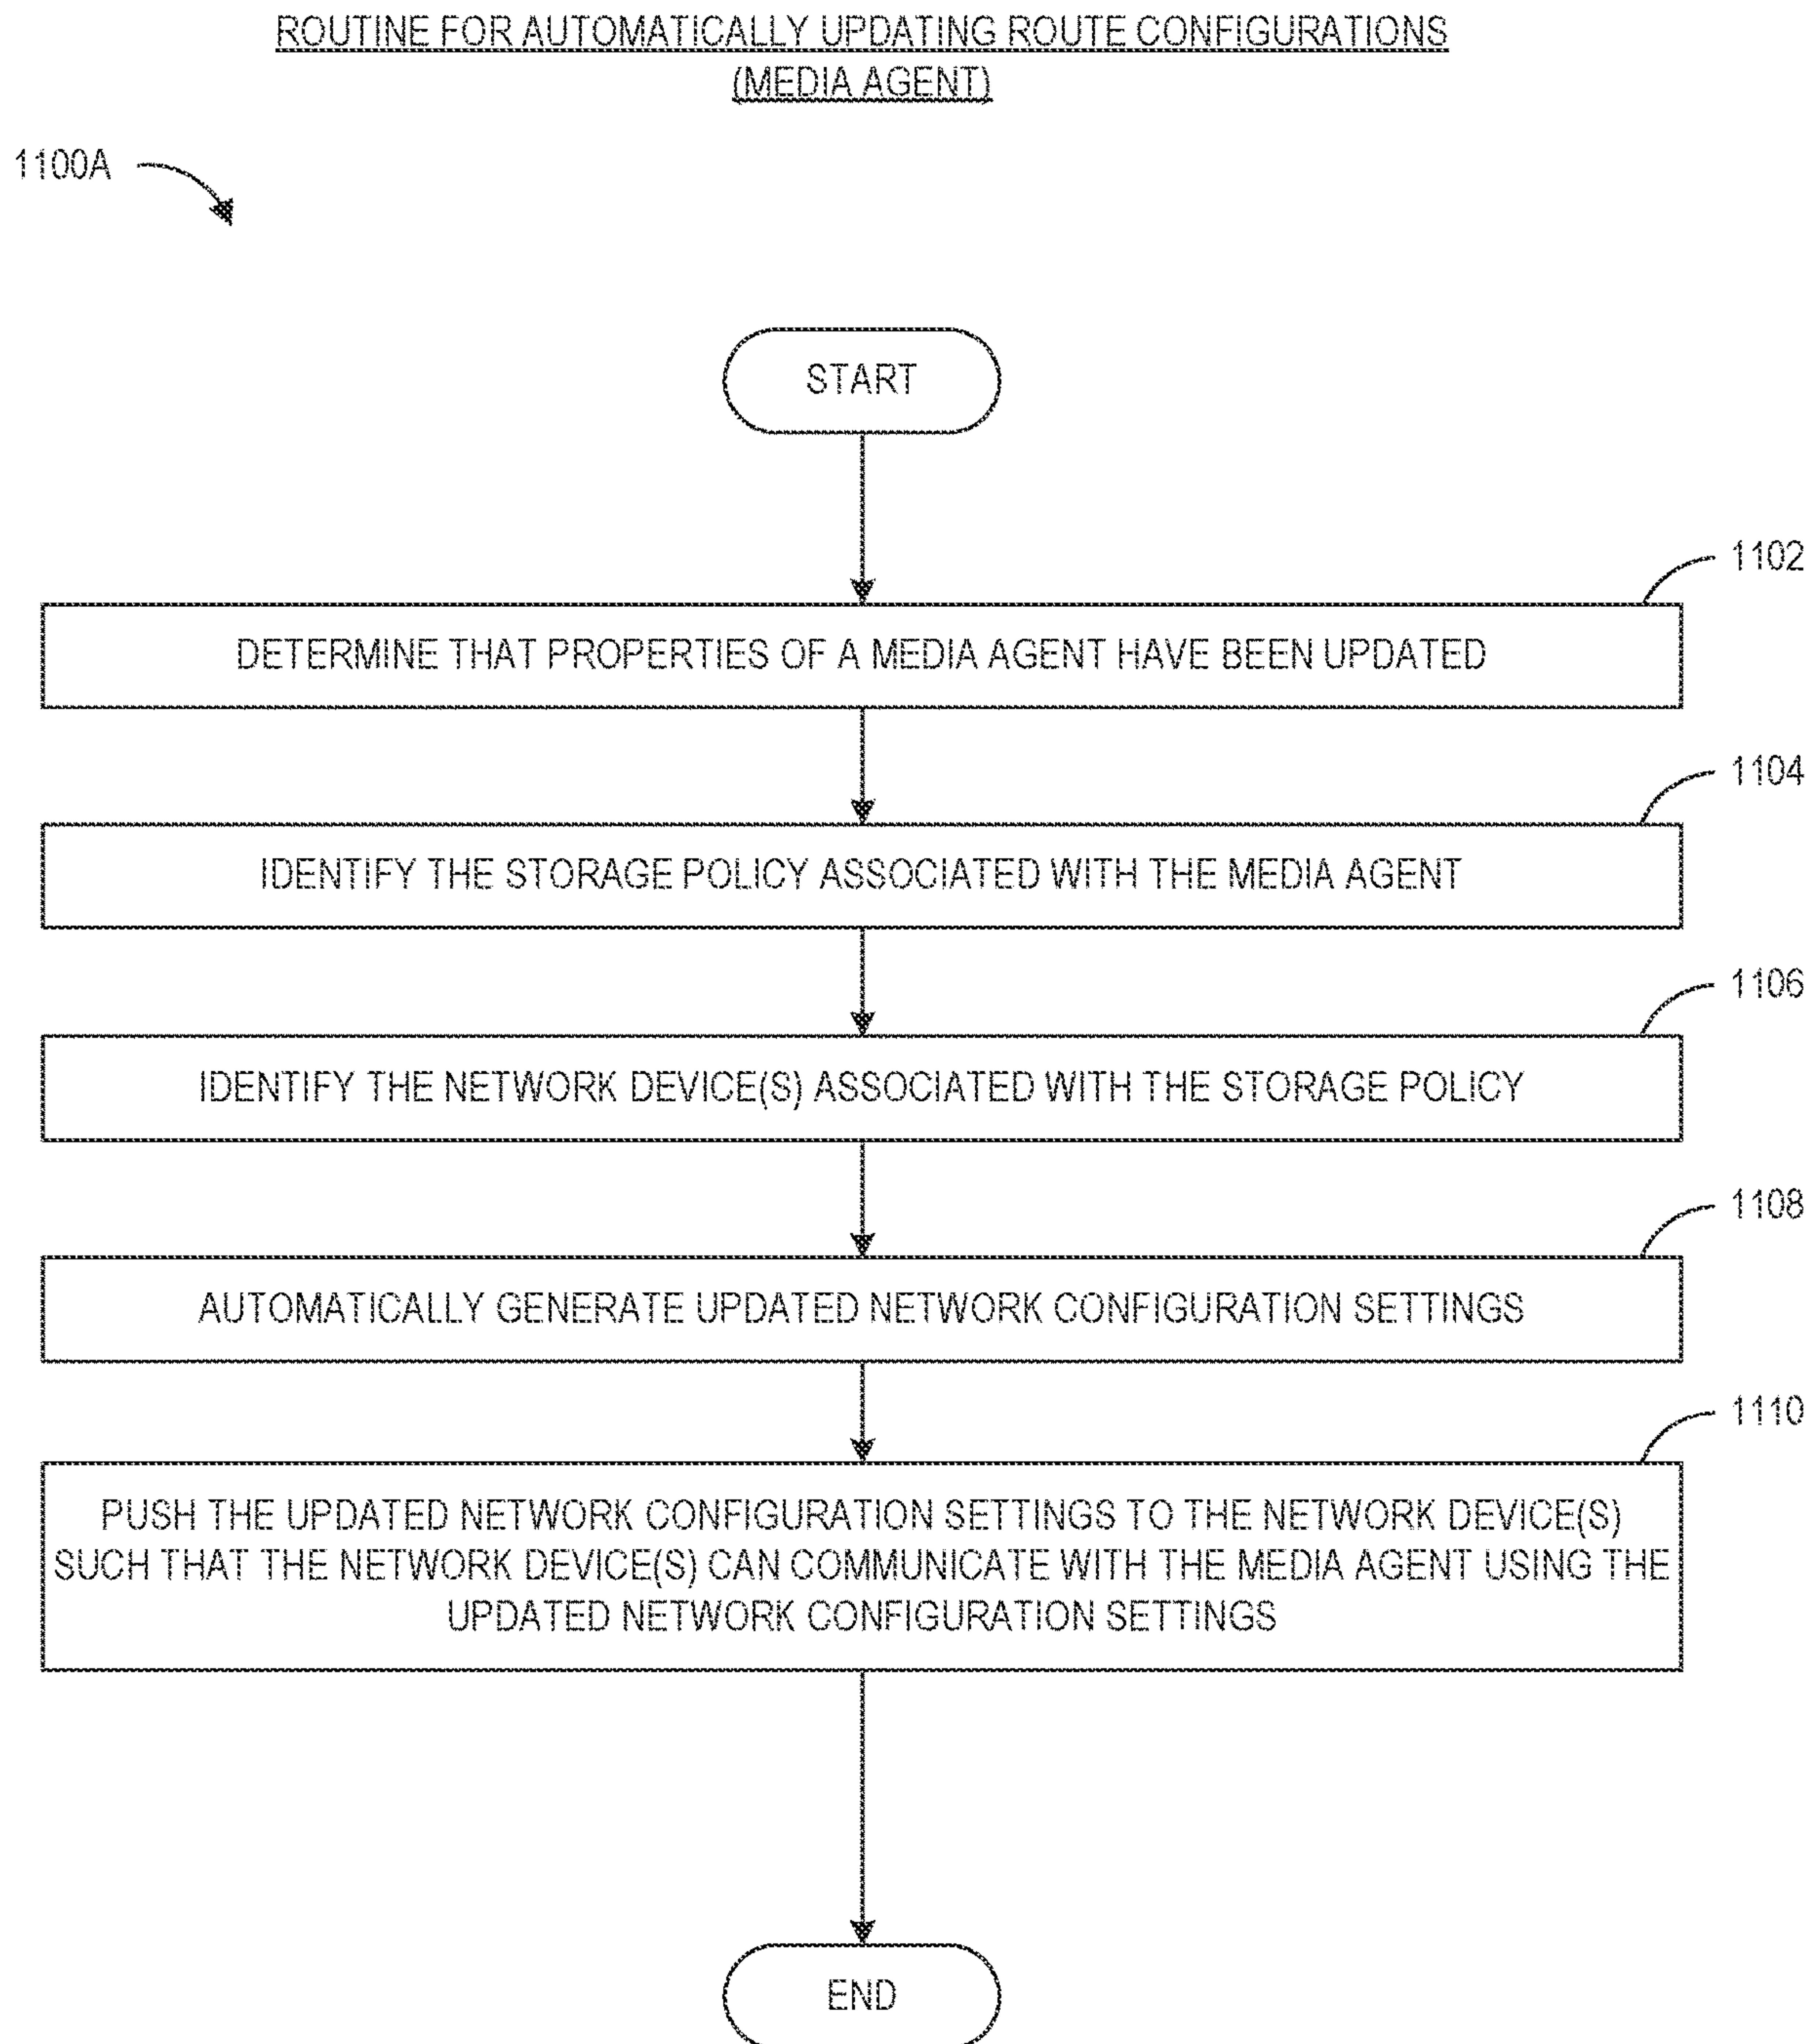 ROUTINE FOR AUTOMATICALLY UPDATING ROUTE CONFIGURATIONS
(MEDIA AGENT)
1100A
START
1102
DETERMINE THAT PROPERTIES OF A MEDIA AGENT HAVE BEEN UPDATED
1104
IDENTIFY THE STORAGE POLICY ASSOCIATED WITH THE MEDIA AGENT
1106
IDENTIFY THE NETWORK DEVICE(S) ASSOCIATED WITH THE STORAGE POLICY
1108
AUTOMATICALLY GENERATE UPDATED NETWORK CONFIGURATION SETTINGS
1110
PUSH THE UPDATED NETWORK CONFIGURATION SETTINGS TO THE NETWORK DEVICE(S)
SUCH THAT THE NETWORK DEVICE(S) CAN COMMUNICATE WITH THE MEDIA AGENT USING THE
UPDATED NETWORK CONFIGURATION SETTINGS
END